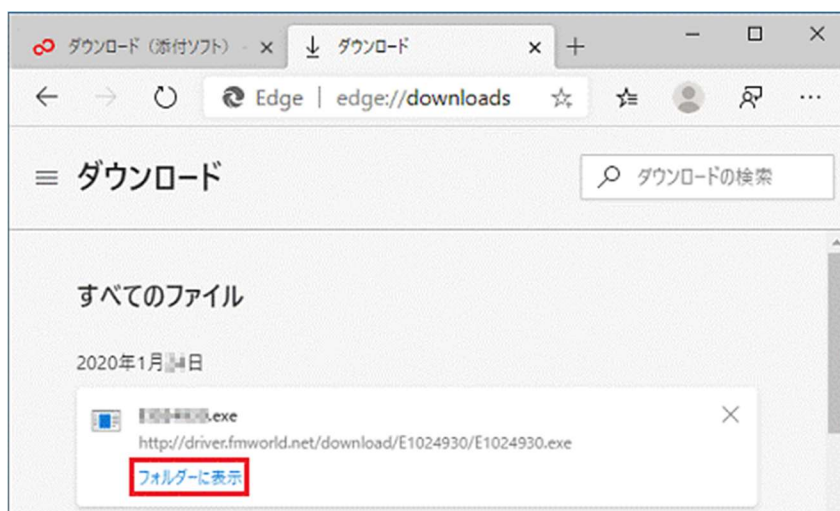 ダウンロード（添付ソフト） -
ダウンロード
Edge | edge://downloads
ダウンロード
ダウンロードの検索
すべてのファイル
2020年1月 日
.exe
http://driver.fmworld.net/download/E1024930/E1024930.exe
フォルダーに表示